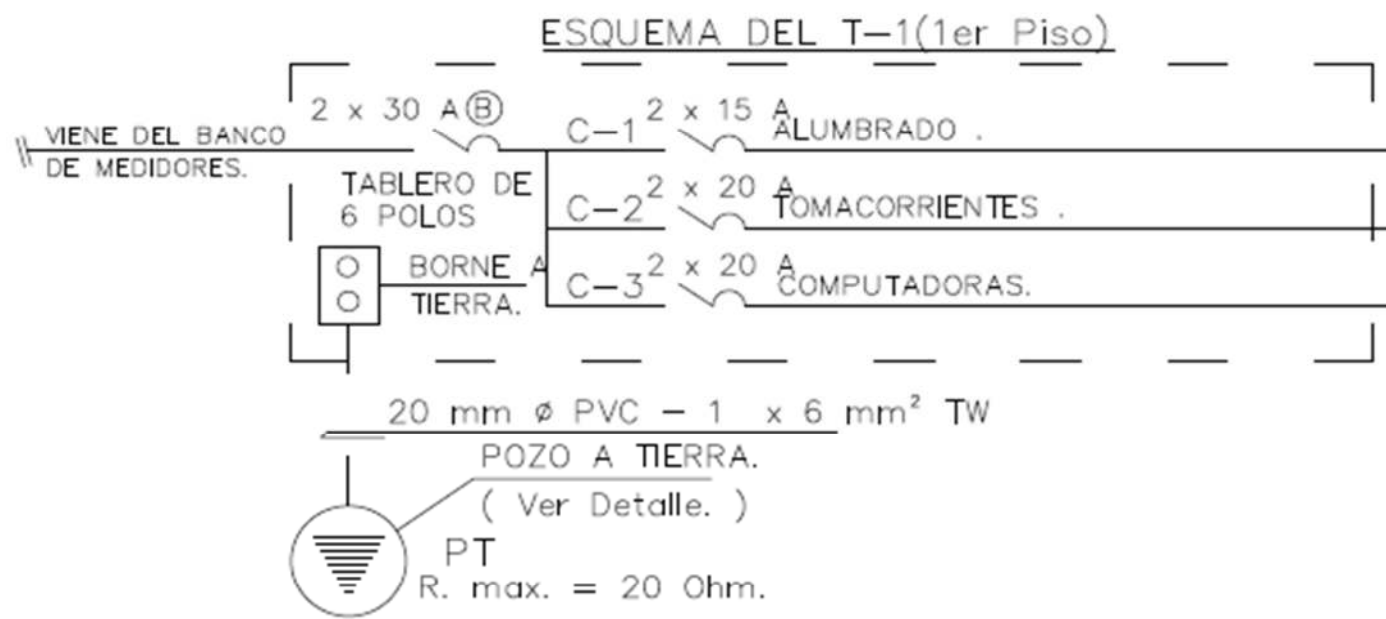 ESQUEMA DEL T-1(1er Piso)
2 x 30 A B
VIENE DEL BANCO
DE MEDIDORES.
TABLERO DE
6 POLOS
C-1 2 x 15 A
ALUMBRADO .
C-2 2 x 20 A
TOMACORRIENTES .
C-3 2 x 20 A
COMPUTADORAS.
BORNE A
TIERRA.
20 mm ø PVC - 1 x 6 mm² TW
POZO A TIERRA.
( Ver Detalle. )
PT
R. max. = 20 Ohm.